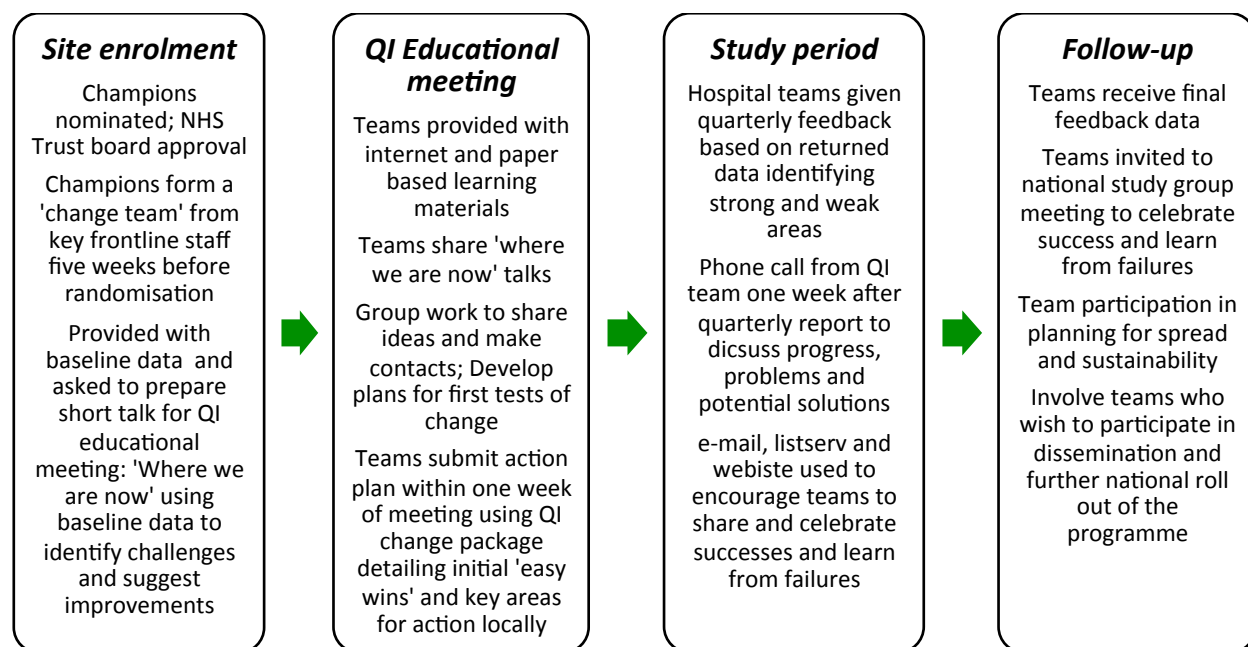 Site enrolment
Champions
nominated; NHS
Trust board approval
Champions form a
'change team' from
key frontline staff
five weeks before
randomisation
Provided with
baseline data and
asked to prepare
short talk for QI
educational
meeting: 'Where we
are now' using
baseline data to
identify challenges
and suggest
improvements
QI Educational
meeting
Teams provided with
internet and paper
based learning
materials
Teams share 'where
we are now' talks
Group work to share
ideas and make
contacts; Develop
plans for first tests of
change
Teams submit action
plan within one week
of meeting using QI
change package
detailing initial 'easy
wins' and key areas
for action locally
Study period
Hospital teams given
quarterly feedback
based on returned
data identifying
strong and weak
areas
Phone call from QI
team one week after
quarterly report to
dicsuss progress,
problems and
potential solutions
e-mail, listserv and
webiste used to
encourage teams to
share and celebrate
successes and learn
from failures
Follow-up
Teams receive final
feedback data
Teams invited to
national study group
meeting to celebrate
success and learn
from failures
Team participation in
planning for spread
and sustainability
Involve teams who
wish to participate in
dissemination and
further national roll
out of the
programme